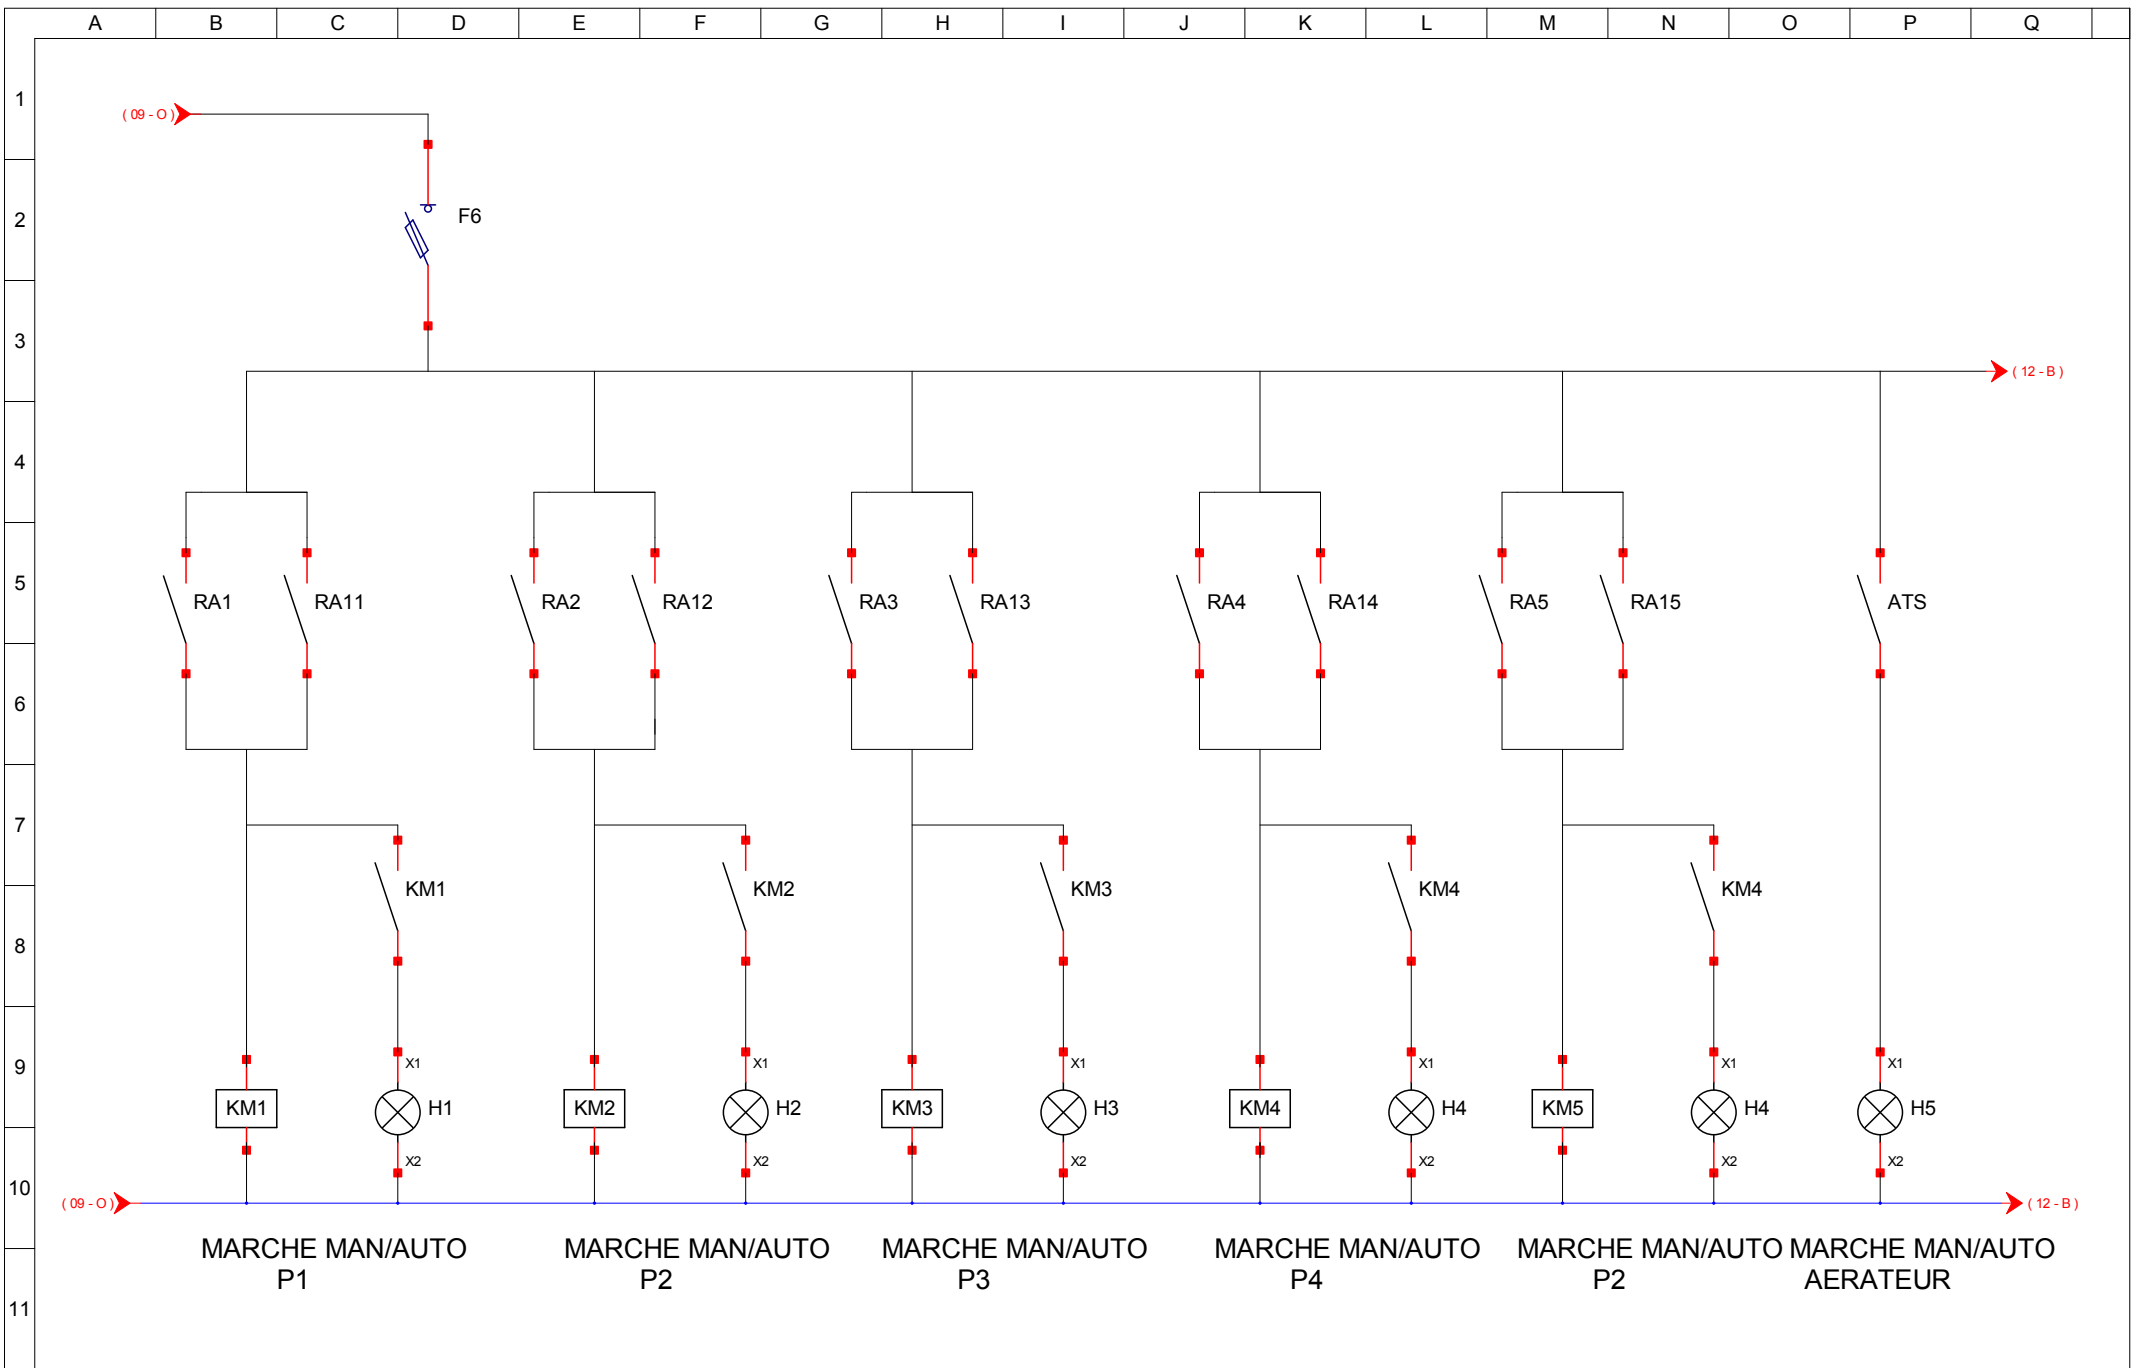 A B C D E F G H I J K L M N O P Q
1
( 09 - O )
2
F6
3
( 12 - B )
4
5
RA1 RA11 RA2 RA12 RA3 RA13 RA4 RA14 RA5 RA15 ATS
6
7
KM1 KM2 KM3 KM4 KM4
8
9
X1 X1 X1 X1 X1 X1
KM1 H1 KM2 H2 KM3 H3 KM4 H4 KM5 H4 H5
X2 X2 X2 X2 X2 X2
10
( 09 - O ) ( 12 - B )
MARCHE MAN/AUTO MARCHE MAN/AUTO MARCHE MAN/AUTO MARCHE MAN/AUTO MARCHE MAN/AUTO MARCHE MAN/AUTO
P1 P2 P3 P4 P2 AERATEUR
11